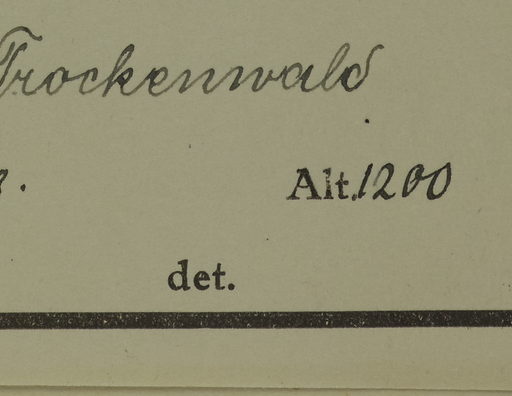 Trockenwald
Alt. 1200
det.